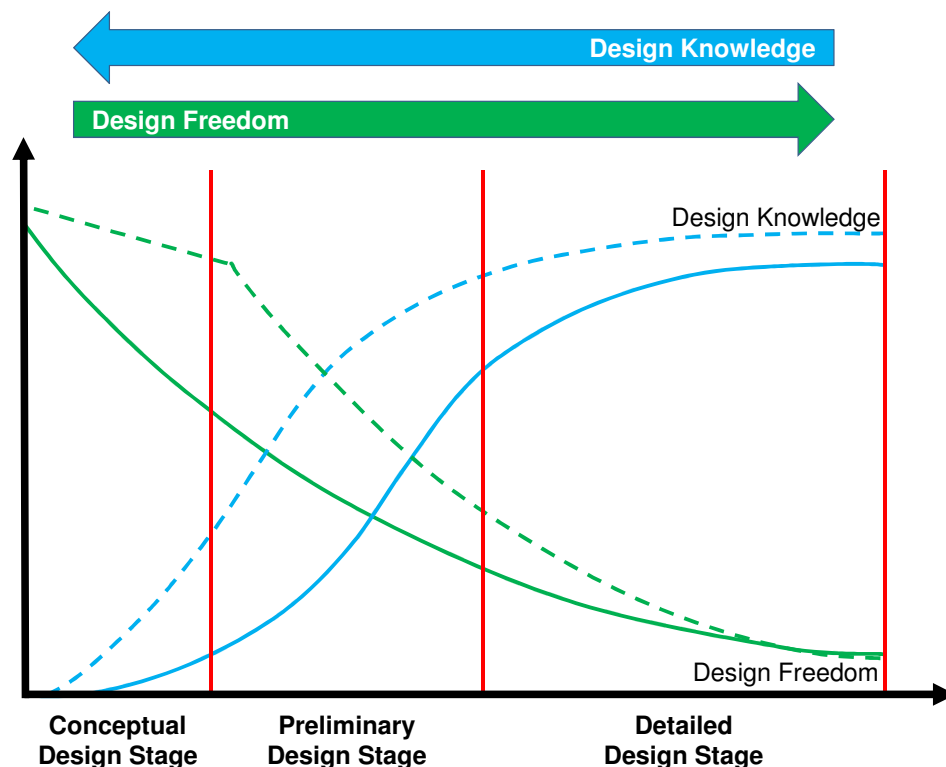 Design Knowledge
Design Freedom
Design Knowledge
Design Freedom
Conceptual
Design Stage
Preliminary
Design Stage
Detailed
Design Stage